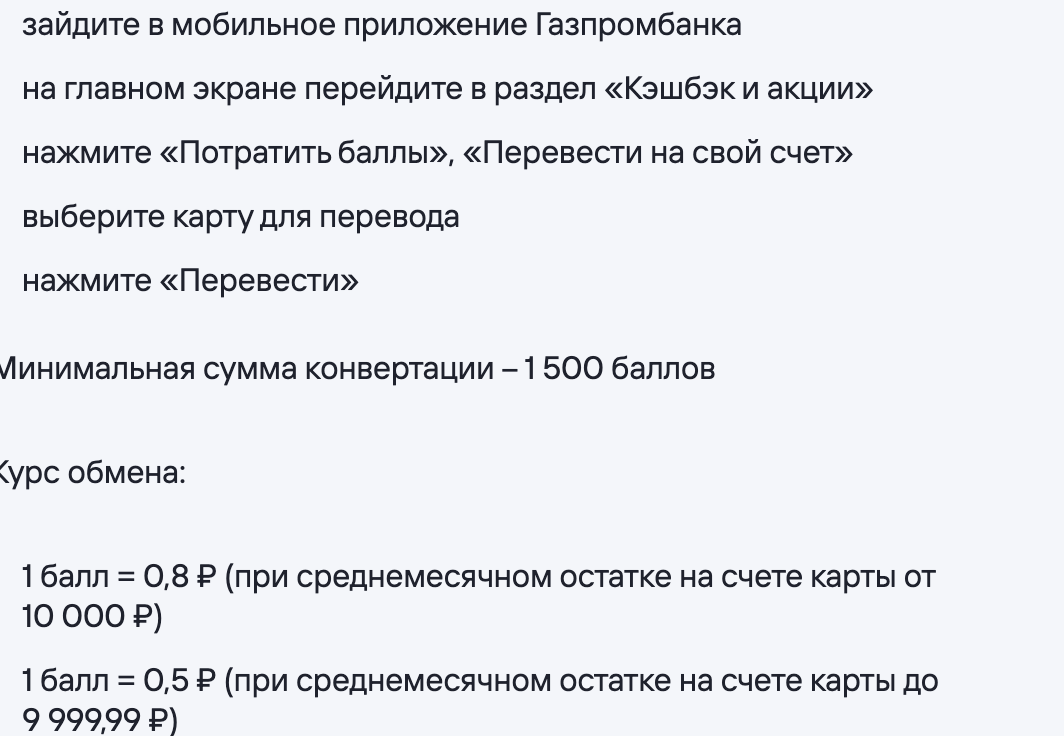 зайдите в мобильное приложение Газпромбанка
на главном экране перейдите в раздел «Кэшбэк и акции»
нажмите «Потратить баллы», «Перевести на свой счет»
выберите карту для перевода
нажмите «Перевести»
Минимальная сумма конвертации – 1 500 баллов
Курс обмена:
1 балл = 0,8 ₽ (при среднемесячном остатке на счете карты от
10 000 ₽)
1 балл = 0,5 ₽ (при среднемесячном остатке на счете карты до
9 999,99 ₽)